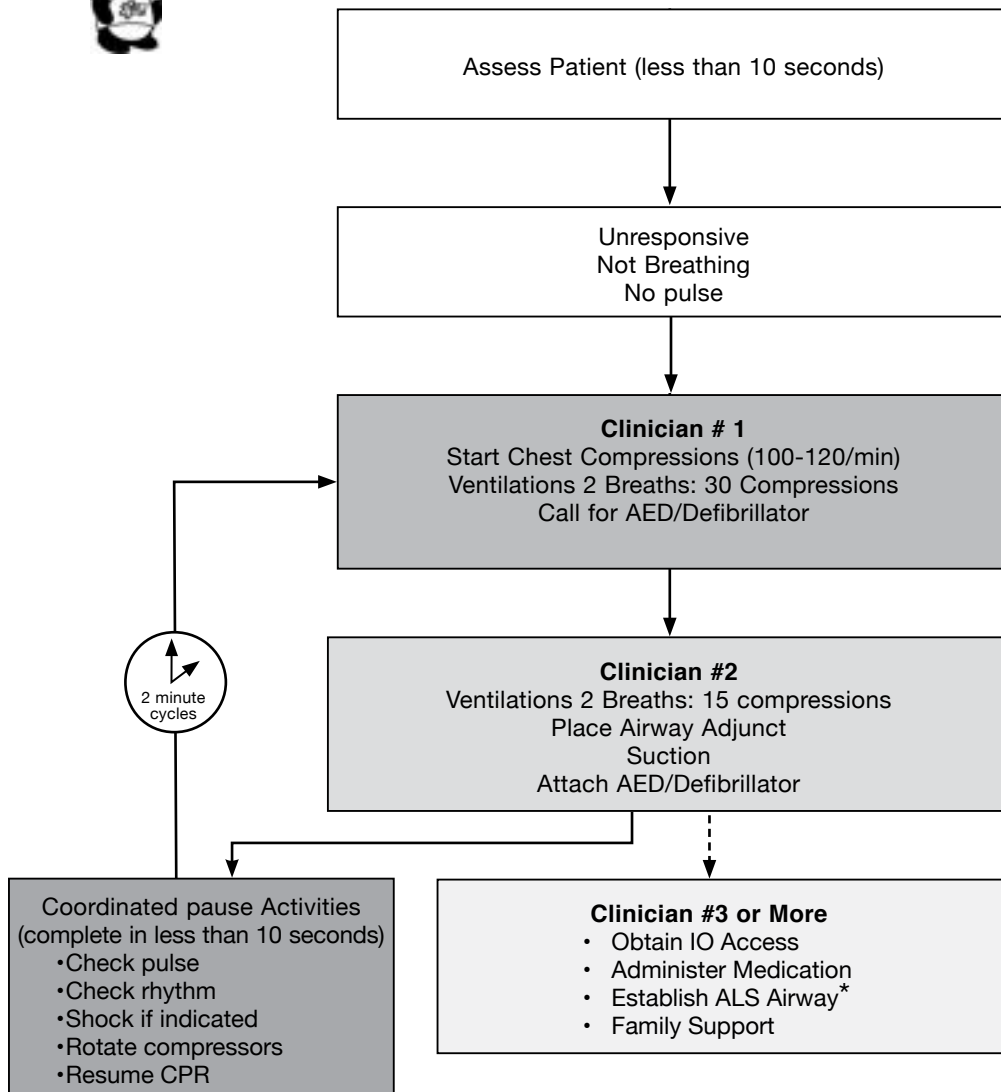 Assess Patient (less than 10 seconds)
Unresponsive
Not Breathing
No pulse
Clinician # 1
Start Chest Compressions (100-120/min)
Ventilations 2 Breaths: 30 Compressions
Call for AED/Defibrillator
2 minute
cycles
Clinician #2
Ventilations 2 Breaths: 15 compressions
Place Airway Adjunct
Suction
Attach AED/Defibrillator
Coordinated pause Activities
(complete in less than 10 seconds)
•Check pulse
•Check rhythm
•Shock if indicated
•Rotate compressors
•Resume CPR
Clinician #3 or More
• Obtain IO Access
• Administer Medication
• Establish ALS Airway*
• Family Support